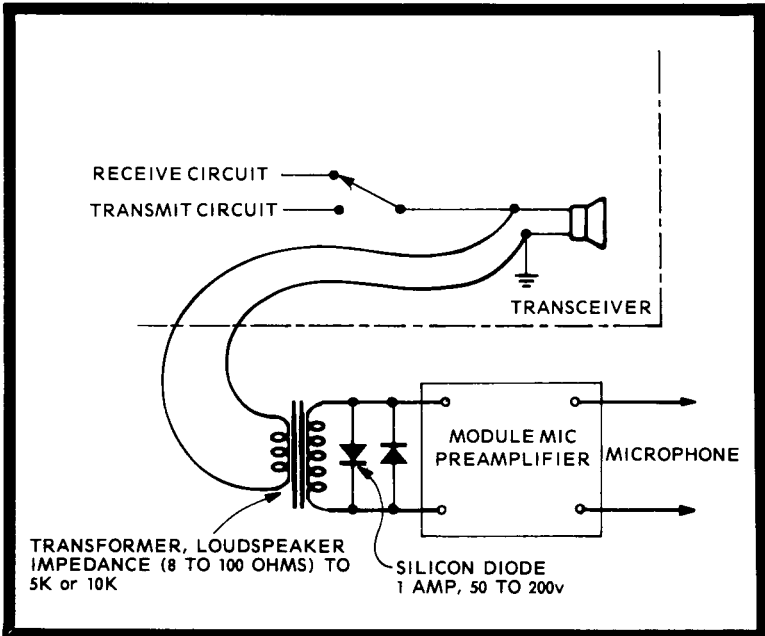 RECEIVE CIRCUIT
TRANSMIT CIRCUIT
TRANSCEIVER
MODULE MIC
PREAMPLIFIER
MICROPHONE
TRANSFORMER, LOUDSPEAKER
IMPEDANCE (8 TO 100 OHMS) TO
5K or 10K
SILICON DIODE
1 AMP, 50 TO 200v